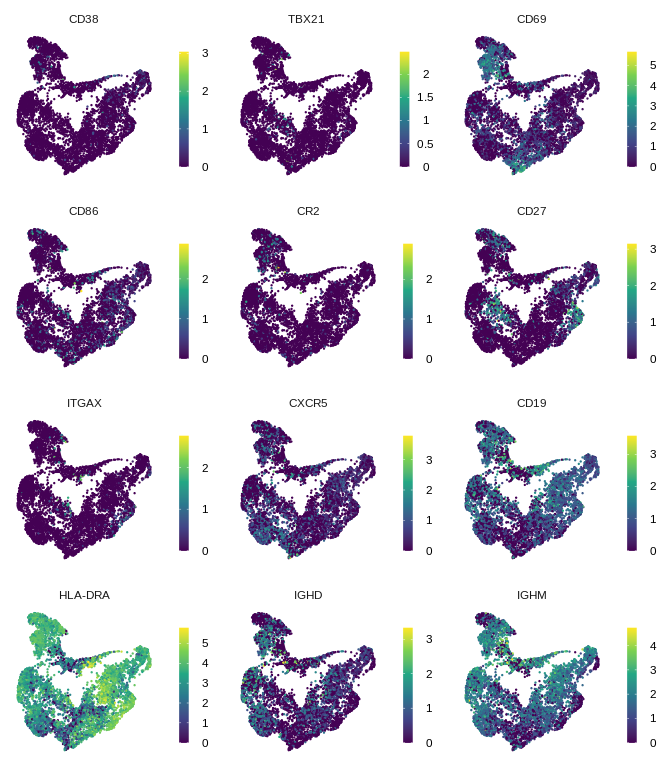 CD38 TBX21 CD69
3 2 1 0
2 1.5 1 0.5 0
5 4 3 2 1 0
CD86 CR2 CD27
2 1 0
2 1 0
3 2 1 0
ITGAX CXCR5 CD19
2 1 0
3 2 1 0
3 2 1 0
HLA-DRA IGHD IGHM
5 4 3 2 1 0
3 2 1 0
4 3 2 1 0